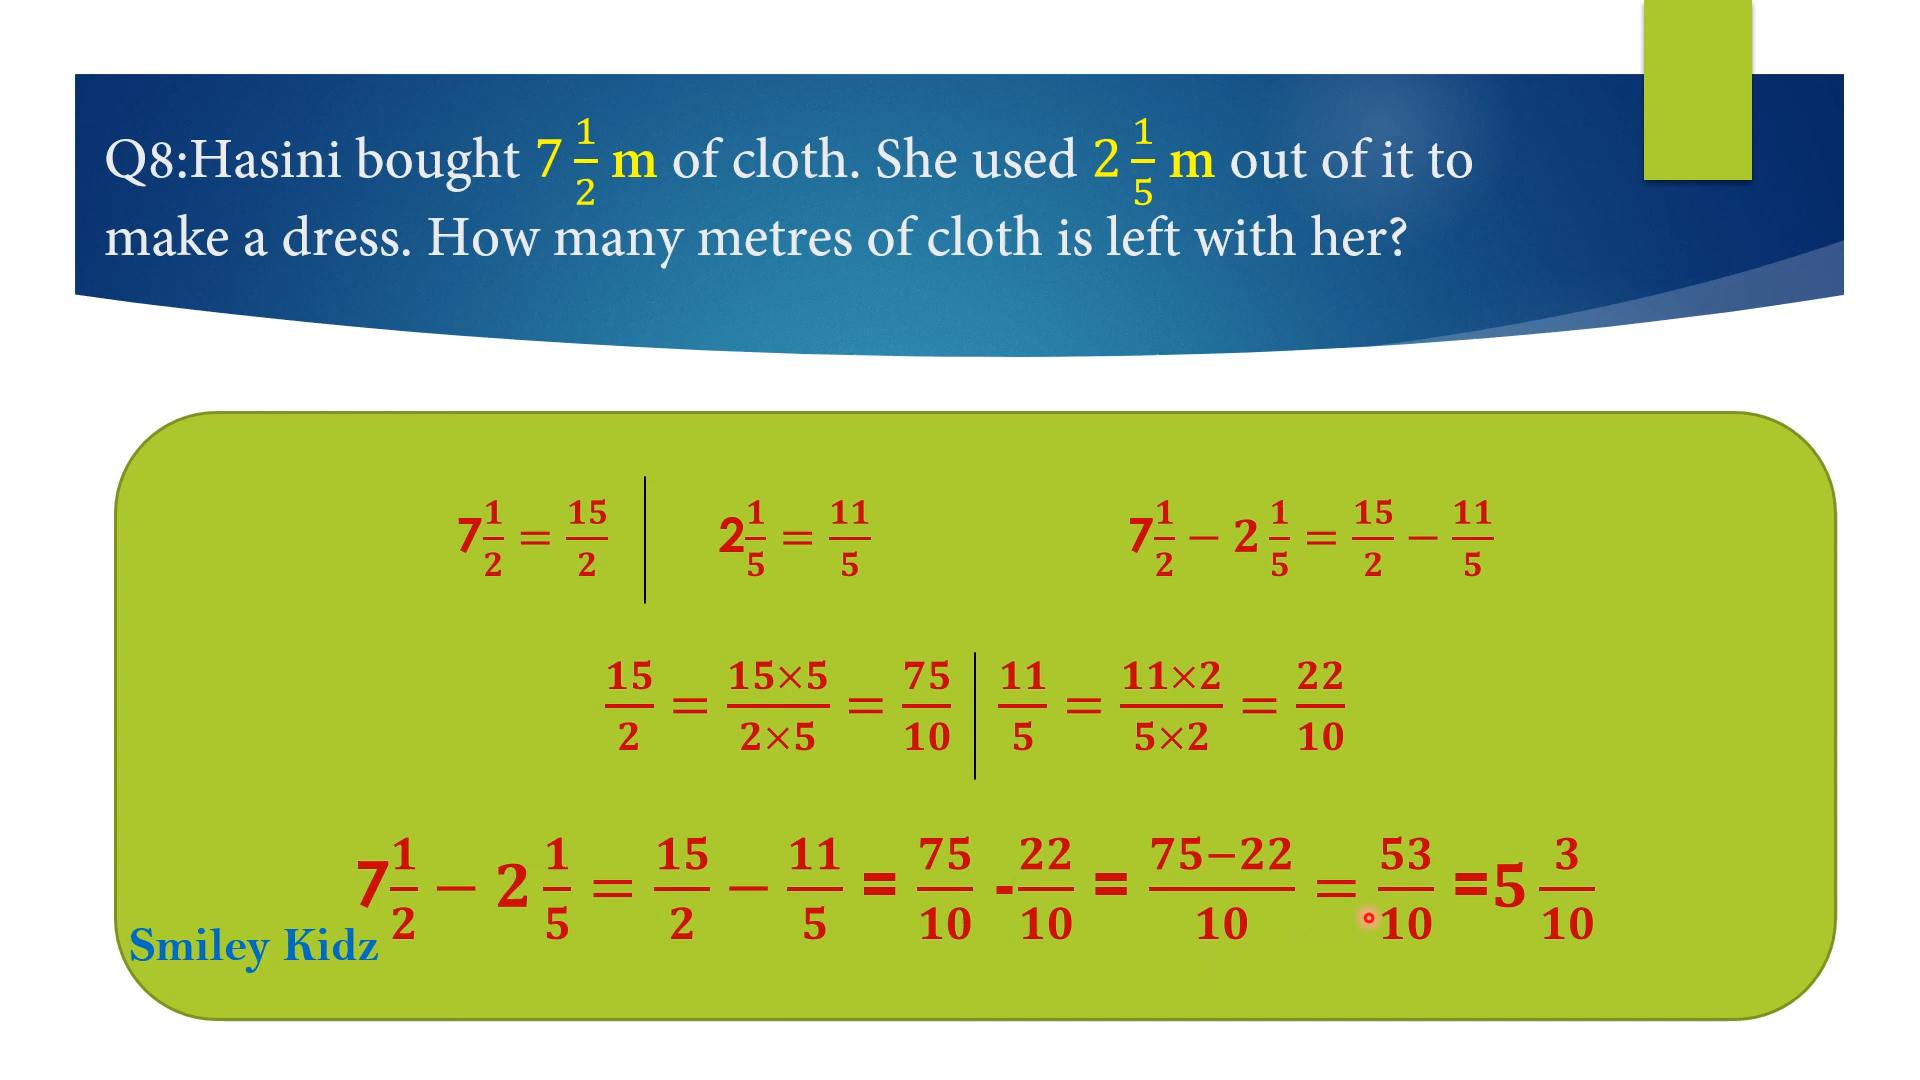 Q8:Hasini bought 7 1/2 m of cloth. She used 2 1/5 m out of it to
make a dress. How many metres of cloth is left with her?
7 1/2 = 15/2 | 2 1/5 = 11/5 7 1/2 − 2 1/5 = 15/2 − 11/5
15/2 = 15×5/2×5 = 75/10 | 11/5 = 11×2/5×2 = 22/10
7 1/2 − 2 1/5 = 15/2 − 11/5 = 75/10 - 22/10 = 75−22/10 = 53/10 =5 3/10
Smiley Kidz